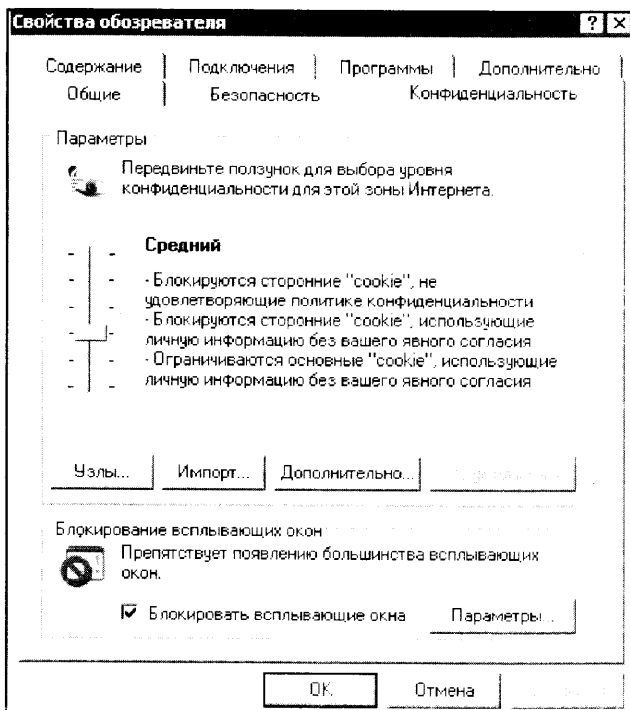 Свойства обозревателя
Содержание Подключения Программы Дополнительно
Общие Безопасность Конфиденциальность
Параметры
Передвиньте ползунок для выбора уровня
конфиденциальности для этой зоны Интернета.
Средний
- Блокируются сторонние "cookie", не
удовлетворяющие политике конфиденциальности
- Блокируются сторонние "cookie", использующие
личную информацию без вашего явного согласия
- Ограничиваются основные "cookie", использующие
личную информацию без вашего явного согласия
Узлы... Импорт... Дополнительно...
Блокирование всплывающих окон
Препятствует появлению большинства всплывающих
окон.
Блокировать всплывающие окна Параметры...
ОК Отмена